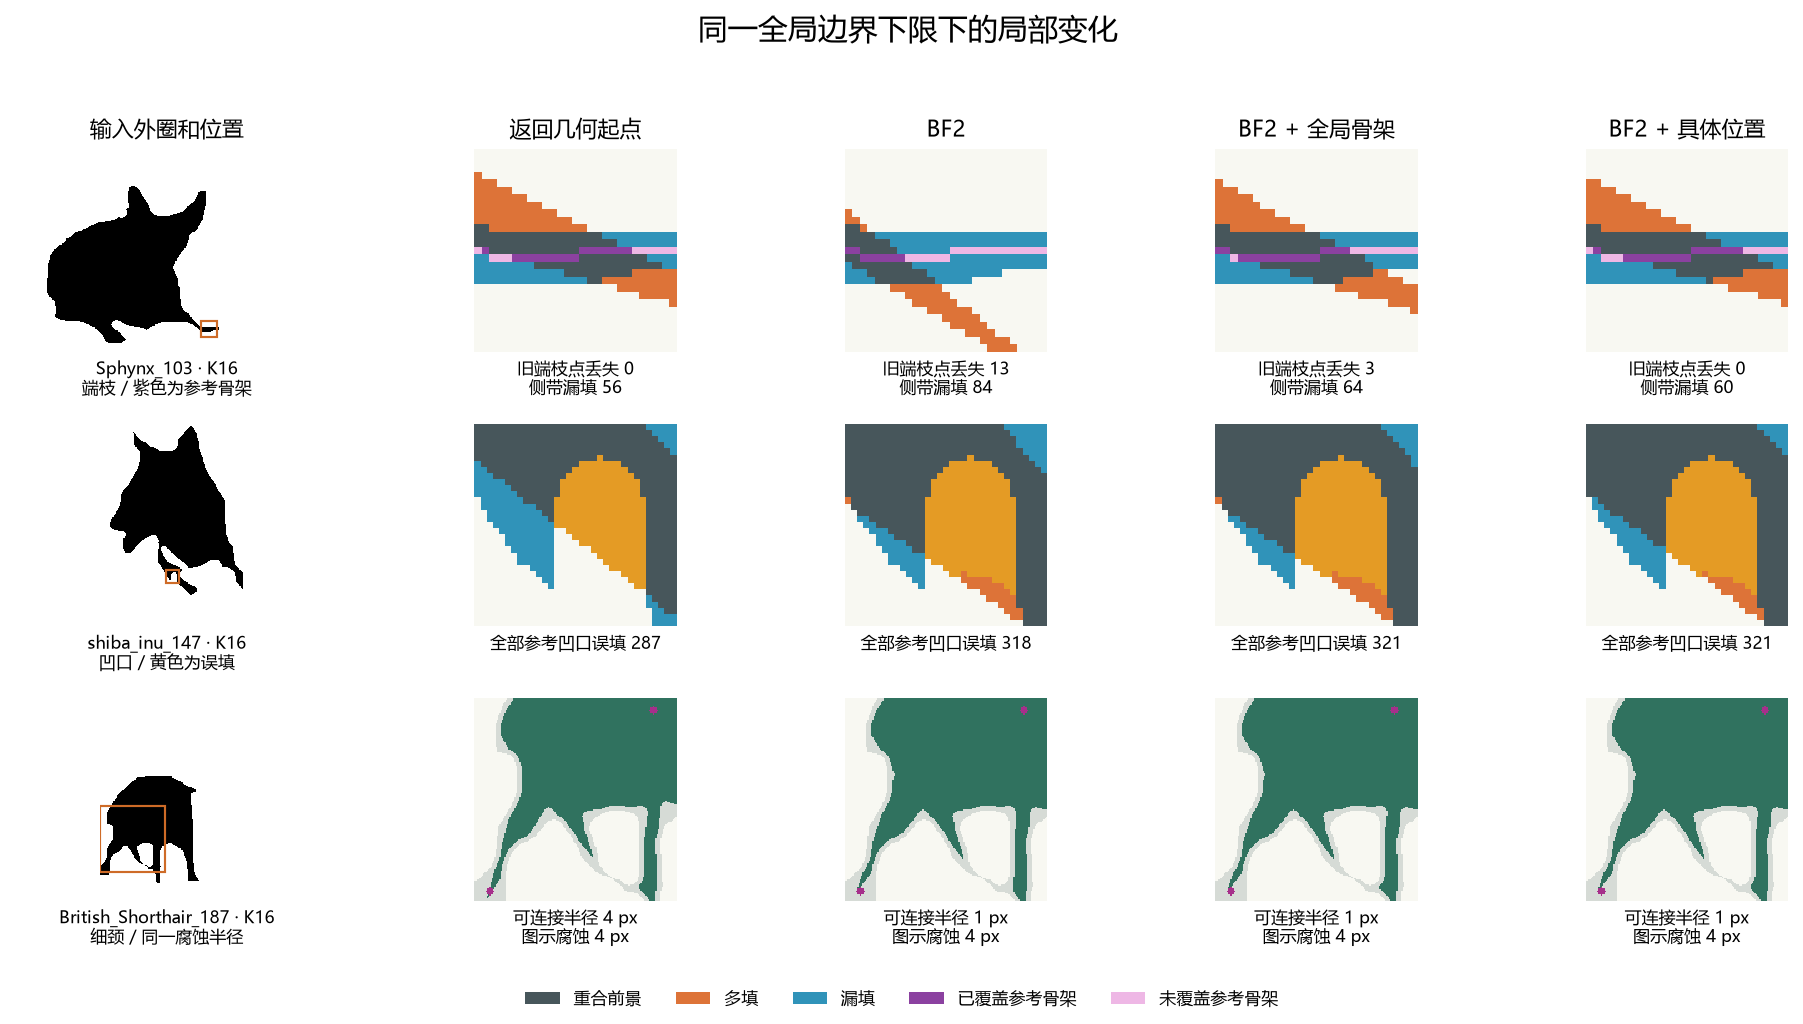 同一全局边界下限下的局部变化
输入外圈和位置
返回几何起点
BF2
BF2 + 全局骨架
BF2 + 具体位置
Sphynx_103 · K16
端枝 / 紫色为参考骨架
旧端枝点丢失 0
侧带漏填 56
旧端枝点丢失 13
侧带漏填 84
旧端枝点丢失 3
侧带漏填 64
旧端枝点丢失 0
侧带漏填 60
shiba_inu_147 · K16
凹口 / 黄色为误填
全部参考凹口误填 287
全部参考凹口误填 318
全部参考凹口误填 321
全部参考凹口误填 321
British_Shorthair_187 · K16
细颈 / 同一腐蚀半径
可连接半径 4 px
图示腐蚀 4 px
可连接半径 1 px
图示腐蚀 4 px
可连接半径 1 px
图示腐蚀 4 px
可连接半径 1 px
图示腐蚀 4 px
重合前景
多填
漏填
已覆盖参考骨架
未覆盖参考骨架